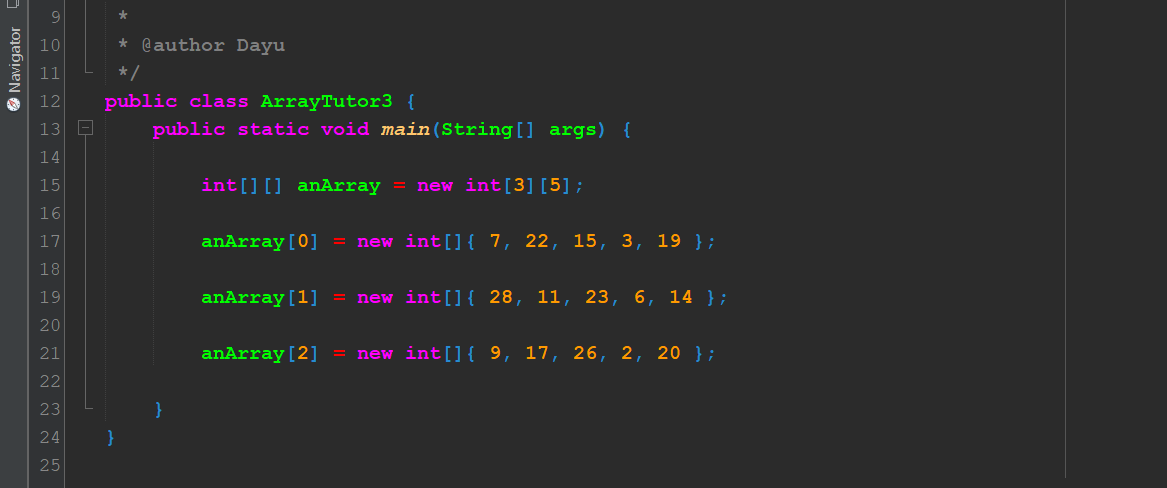 Navigator
9 *
10 * @author Dayu
11 */
12 public class ArrayTutor3 {
13 public static void main(String[] args) {
14
15 int[][] anArray = new int[3][5];
16
17 anArray[0] = new int[]{ 7, 22, 15, 3, 19 };
18
19 anArray[1] = new int[]{ 28, 11, 23, 6, 14 };
20
21 anArray[2] = new int[]{ 9, 17, 26, 2, 20 };
22
23 }
24 }
25